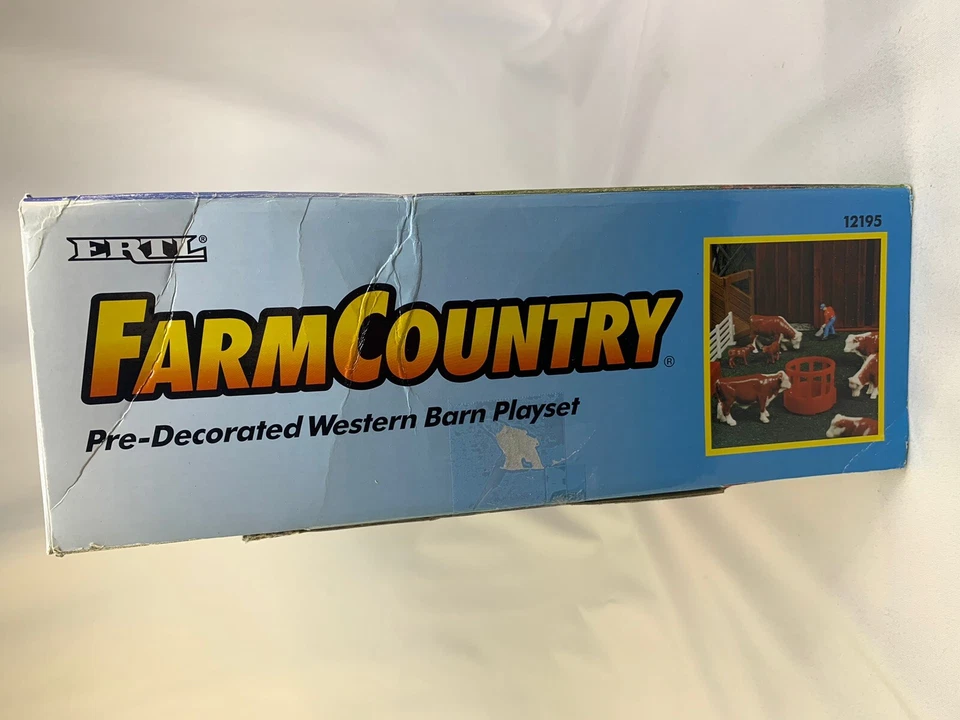 ERTL®
12195
FARMCOUNTRY®
Pre-Decorated Western Barn Playset